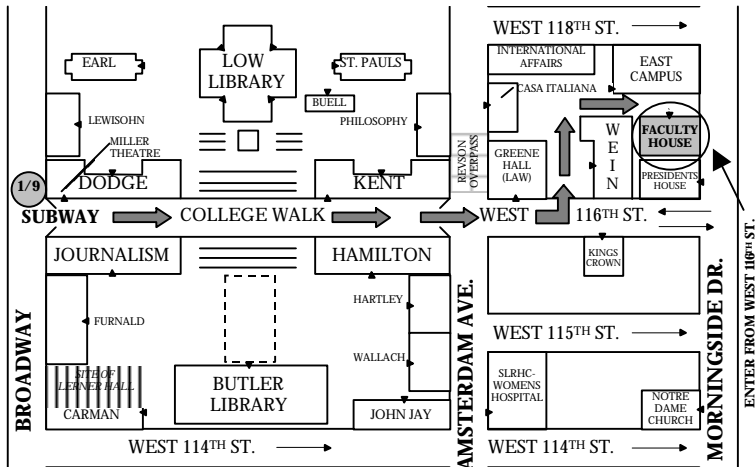 WEST 118TH ST.
EARL
LOW
LIBRARY
ST. PAULS
BUELL
INTERNATIONAL
AFFAIRS
EAST
CAMPUS
CASA ITALIANA
LEWISOHN
PHILOSOPHY
MILLER
THEATRE
REVSON
OVERPASS
GREENE
HALL
(LAW)
W
E
I
N
FACULTY
HOUSE
PRESIDENTS
HOUSE
1/9
DODGE
KENT
SUBWAY
COLLEGE WALK
WEST
116TH ST.
JOURNALISM
HAMILTON
KINGS
CROWN
FURNALD
HARTLEY
WALLACH
WEST 115TH ST.
SITE OF
LERNER HALL
CARMAN
BUTLER
LIBRARY
JOHN JAY
SLRHC-
WOMENS
HOSPITAL
NOTRE
DAME
CHURCH
WEST 114TH ST.
WEST 114TH ST.
BROADWAY
AMSTERDAM AVE.
MORNINGSIDE DR.
ENTER FROM WEST 116TH ST.